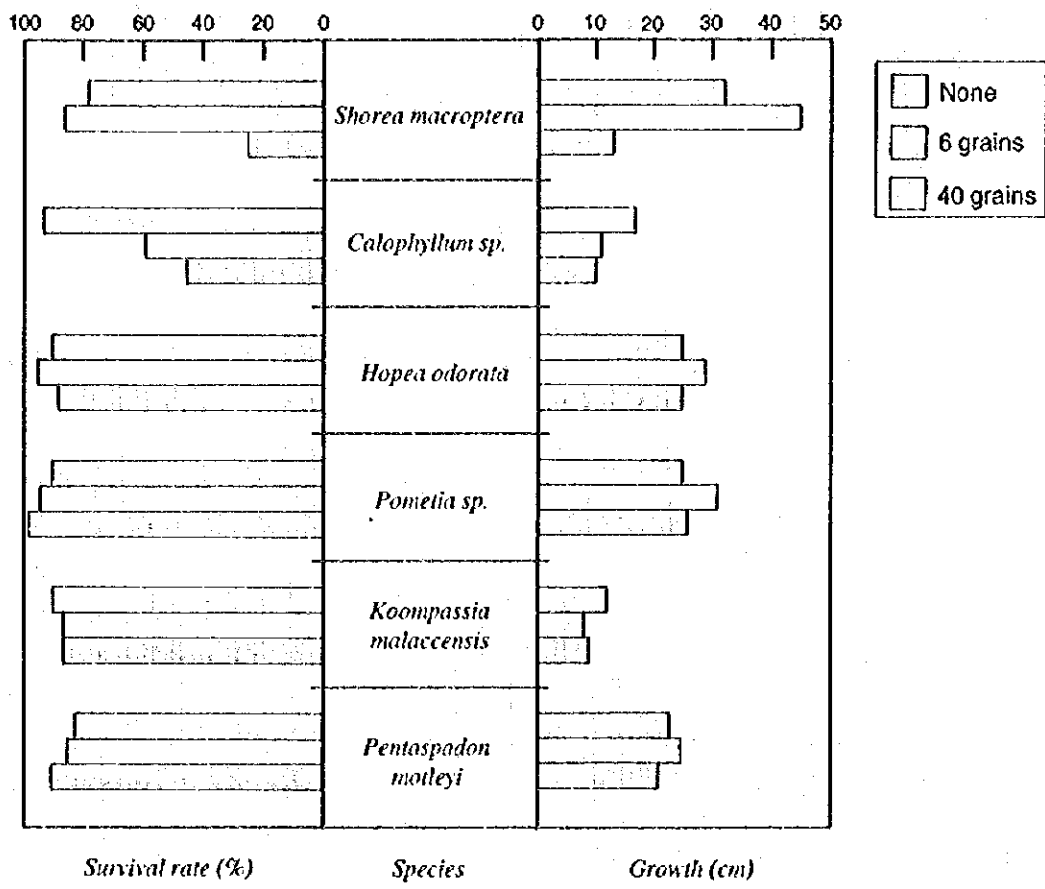 100 80 60 40 20 0 0 10 20 30 40 50
None
6 grains
40 grains
Shorea macroptera
Calophyllum sp.
Hopea odorata
Pometia sp.
Koompassia
malaccensis
Pentaspadon
motleyi
Survival rate (%) Species Growth (cm)